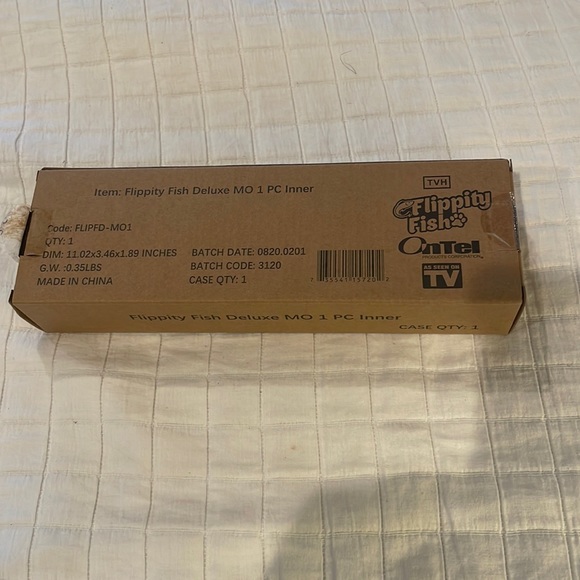 Item: Flippity Fish Deluxe MO 1 PC Inner
Code: FLIPFD-MO1
QTY: 1
DIM: 11.02x3.46x1.89 INCHES
G.W. :0.35LBS
MADE IN CHINA
BATCH DATE: 0820.0201
BATCH CODE: 3120
CASE QTY: 1
TVH
Flippity
Fish
OnTel
PRODUCTS CORPORATION
AS SEEN ON
TV
Flippity Fish Deluxe MO 1 PC Inner
CASE QTY: 1